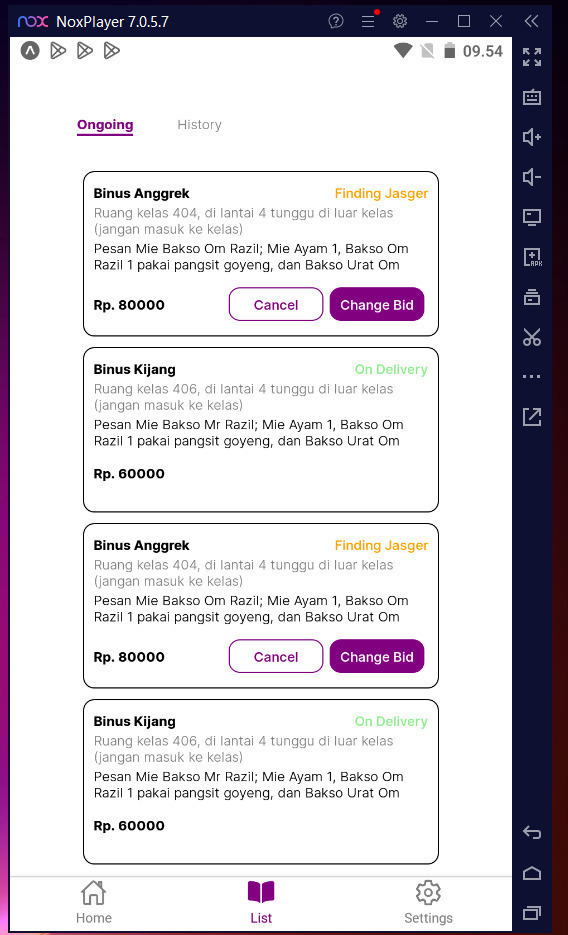 nox NoxPlayer 7.0.5.7
09.54
Ongoing History
Binus Anggrek Finding Jasger
Ruang kelas 404, di lantai 4 tunggu di luar kelas
(jangan masuk ke kelas)
Pesan Mie Bakso Om Razil; Mie Ayam 1, Bakso Om
Razil 1 pakai pangsit goyeng, dan Bakso Urat Om
Rp. 80000 Cancel Change Bid
Binus Kijang On Delivery
Ruang kelas 406, di lantai 4 tunggu di luar kelas
(jangan masuk ke kelas)
Pesan Mie Bakso Mr Razil; Mie Ayam 1, Bakso Om
Razil 1 pakai pangsit goyeng, dan Bakso Urat Om
Rp. 60000
Binus Anggrek Finding Jasger
Ruang kelas 404, di lantai 4 tunggu di luar kelas
(jangan masuk ke kelas)
Pesan Mie Bakso Om Razil; Mie Ayam 1, Bakso Om
Razil 1 pakai pangsit goyeng, dan Bakso Urat Om
Rp. 80000 Cancel Change Bid
Binus Kijang On Delivery
Ruang kelas 406, di lantai 4 tunggu di luar kelas
(jangan masuk ke kelas)
Pesan Mie Bakso Mr Razil; Mie Ayam 1, Bakso Om
Razil 1 pakai pangsit goyeng, dan Bakso Urat Om
Rp. 60000
Home List Settings
APK